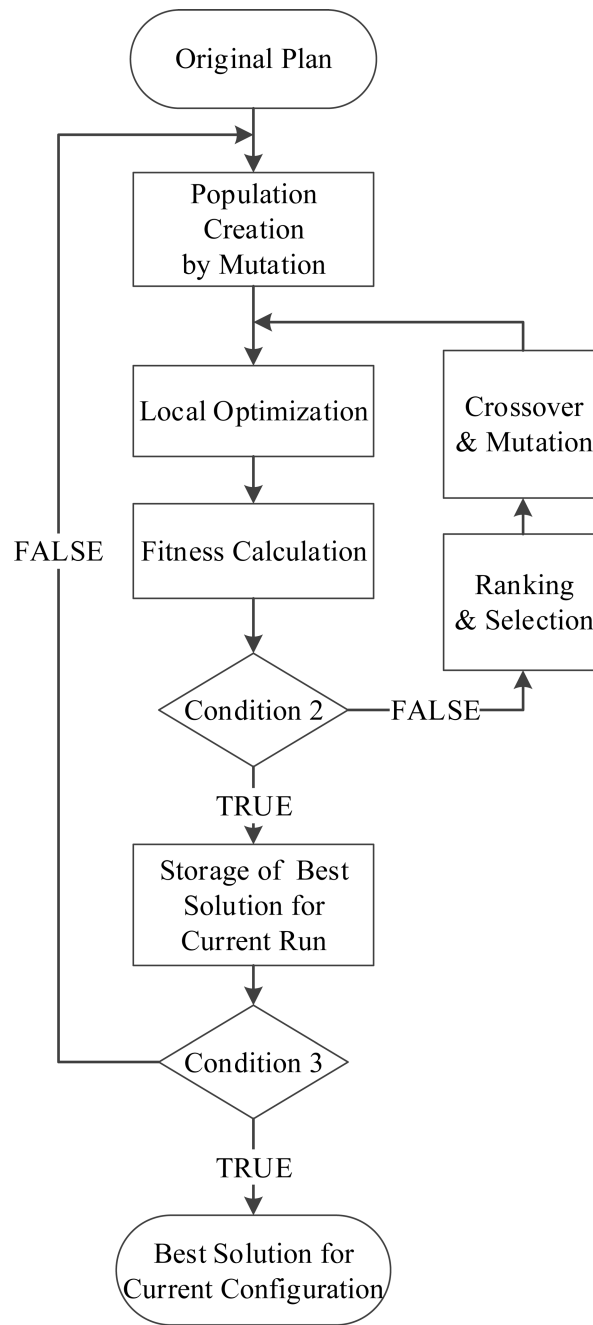 Original Plan
Population
Creation
by Mutation
Local Optimization
Crossover
& Mutation
Fitness Calculation
FALSE
Ranking
& Selection
Condition 2
FALSE
TRUE
Storage of Best
Solution for
Current Run
Condition 3
TRUE
Best Solution for
Current Configuration